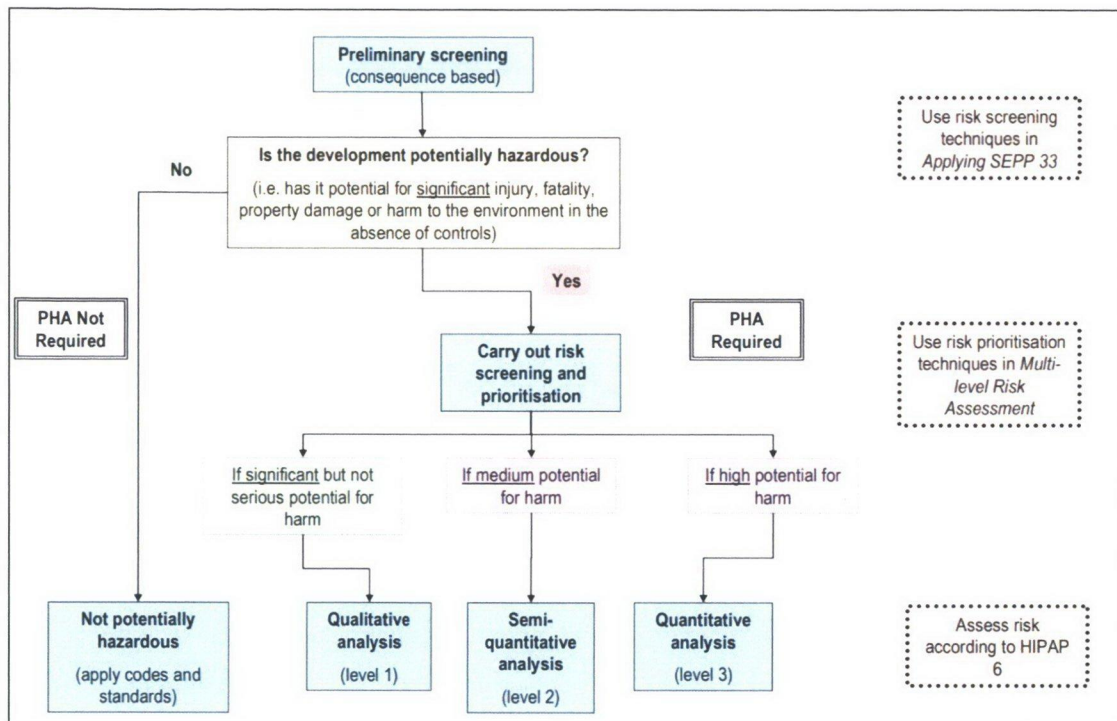 Preliminary screening
(consequence based)
Use risk screening
techniques in
Applying SEPP 33
Is the development potentially hazardous?
(i.e. has it potential for significant injury, fatality,
property damage or harm to the environment in the
absence of controls)
No
Yes
PHA Not
Required
PHA
Required
Carry out risk
screening and
prioritisation
Use risk prioritisation
techniques in Multi-
level Risk
Assessment
If significant but not
serious potential for
harm
If medium potential
for harm
If high potential for
harm
Not potentially
hazardous
(apply codes and
standards)
Qualitative
analysis
(level 1)
Semi-
quantitative
analysis
(level 2)
Quantitative
analysis
(level 3)
Assess risk
according to HIPAP
6